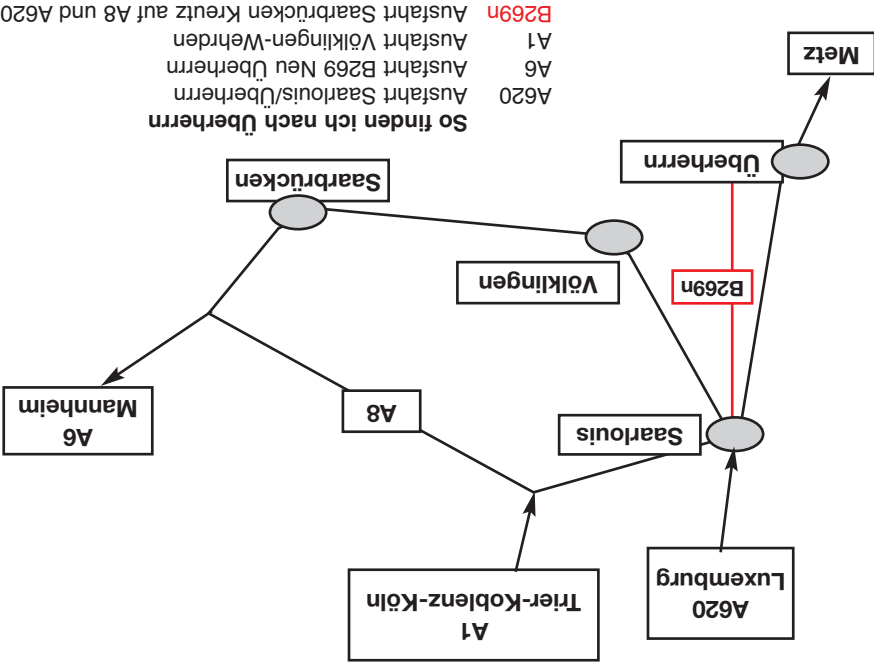 A620
Luxemburg
A1
Trier-Koblenz-Köln
Saarlouis
A8
A6
Mannheim
B269n
Völklingen
Saarbrücken
Überherrn
Metz
So finden ich nach Überherrn
A620 Ausfahrt Saarlouis/Überherrn
A6 Ausfahrt B269 Neu Überherrn
A1 Ausfahrt Völklingen-Wehrden
B269n Ausfahrt Saarbrücken Kreutz auf A8 und A620